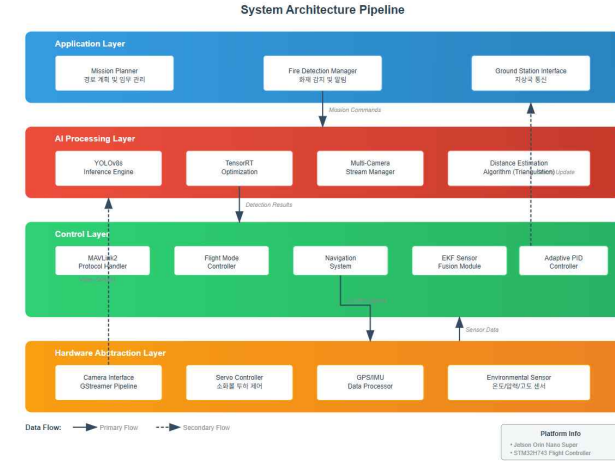 System Architecture Pipeline
Application Layer
Mission Planner
경로 계획 및 임무 관리
Fire Detection Manager
화재 감지 및 알림
Ground Station Interface
지상국 통신
Mission Commands
AI Processing Layer
YOLOv8s
Inference Engine
TensorRT
Optimization
Multi-Camera
Stream Manager
Distance Estimation
Algorithm (Triangulation)
Update
Detection Results
Control Layer
MAVLink2
Protocol Handler
Flight Mode
Controller
Navigation
System
EKF Sensor
Fusion Module
Adaptive PID
Controller
Sensor Data
Hardware Abstraction Layer
Camera Interface
GStreamer Pipeline
Servo Controller
소화볼 투하 제어
GPS/IMU
Data Processor
Environmental Sensor
온도/압력/고도 센서
Data Flow: Primary Flow Secondary Flow
Platform Info
• Jetson Orin Nano Super
• STM32H743 Flight Controller